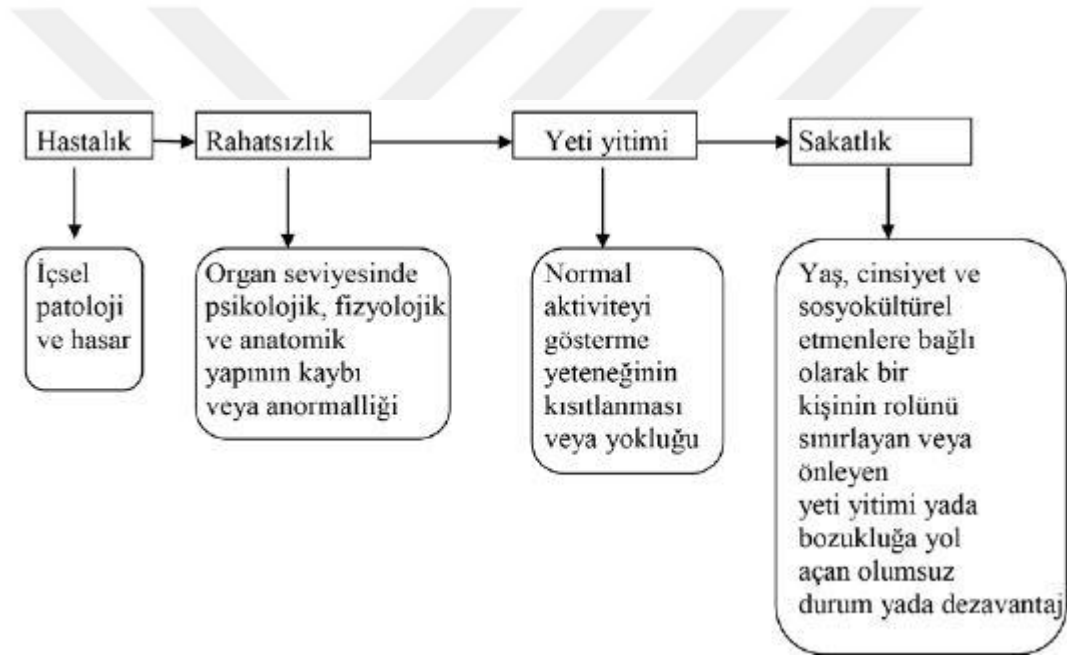 Hastalık
Rahatsızlık
Yeti yitimi
Sakatlık
İçsel
patoloji
ve hasar
Organ seviyesinde
psikolojik, fizyolojik
ve anatomik
yapının kaybı
veya anormalliği
Normal
aktiviteyi
gösterme
yeteneğinin
kısıtlanması
veya yokluğu
Yaş, cinsiyet ve
sosyokültürel
etmenlere bağlı
olarak bir
kişinin rolünü
sınırlayan veya
önleyen
yeti yitimi yada
bozukluğa yol
açan olumsuz
durum yada dezavantaj